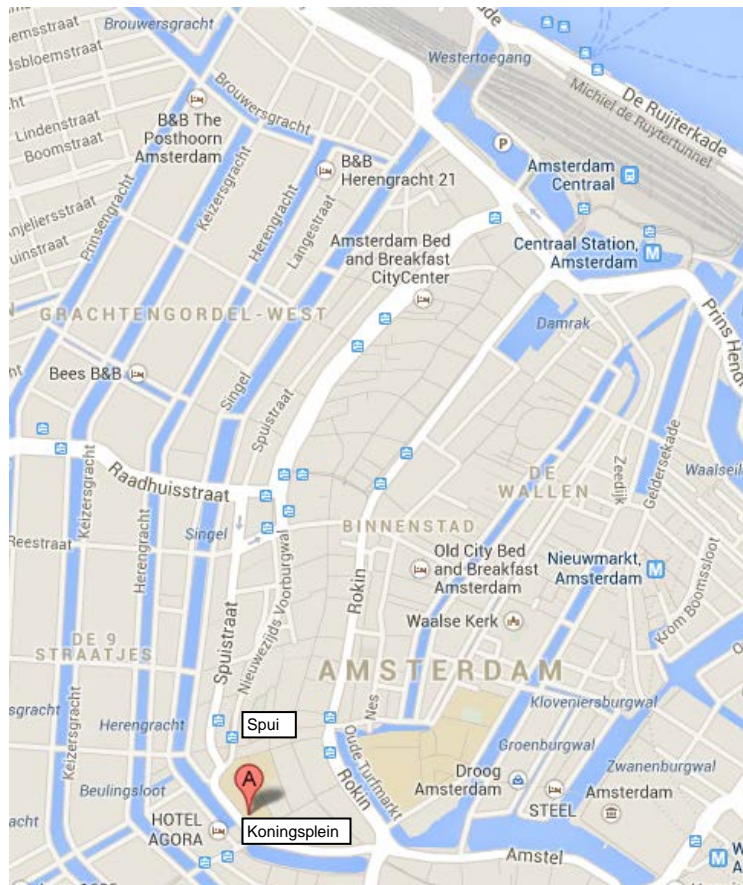 Brouwersgracht
Westertoegang
Kade
De Ruijterkade
Michiel de Ruytertunnel
P
emsstraat
dsbloemstraat
Lindenstraat
Boomstraat
B&B The
Posthoorn
Amsterdam
Brouwersgracht
Amsterdam
Centraal
B&B
Herengracht 21
Keizersgracht
Herengracht
Langestraat
Prinsengracht
njeliersstraat
uinstraat
Amsterdam Bed
and Breakfast
CityCenter
Centraal Station,
Amsterdam
M
Prins Hendr
GRACHTENGORDEL-WEST
Damrak
Bees B&B
Singel
Spuistraat
Raadhuisstraat
Geldersekade
Zeedijk
DE
WALLEN
Waalseil
Keizersgracht
Herengracht
Singel
BINNENSTAD
Reestraat
Rokin
Old City Bed
and Breakfast
Amsterdam
Nieuwmarkt,
Amsterdam
M
Spuistraat
Nieuwezijds Voorburgwal
Waalse Kerk
Krom Boomssloot
DE 9
STRAATJES
AMSTERDAM
Kloveniersburgwal
sgracht
Keizersgracht
Herengracht
Spui
Nes
Groenburgwal
Oude Turfmarkt
Rokin
Zwanenburgwal
Beulingsloot
A
Droog
Amsterdam
STEEL
Amsterdam
HOTEL
AGORA
Koningsplein
acht
Amstel
M
W
A